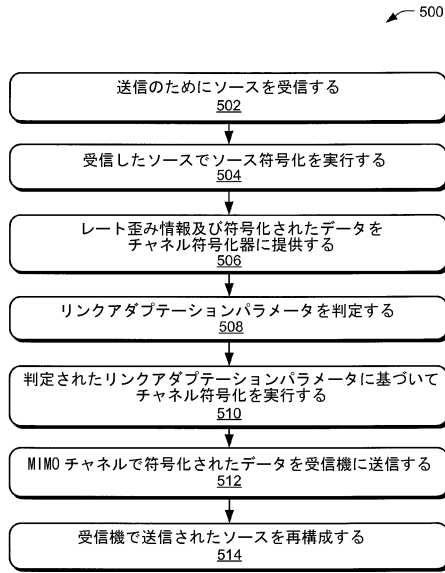 500
送信のためにソースを受信する
502
受信したソースでソース符号化を実行する
504
レート歪み情報及び符号化されたデータを
チャネル符号化器に提供する
506
リンクアダプテーションパラメータを判定する
508
判定されたリンクアダプテーションパラメータに基づいて
チャネル符号化を実行する
510
MIMOチャネルで符号化されたデータを受信機に送信する
512
受信機で送信されたソースを再構成する
514